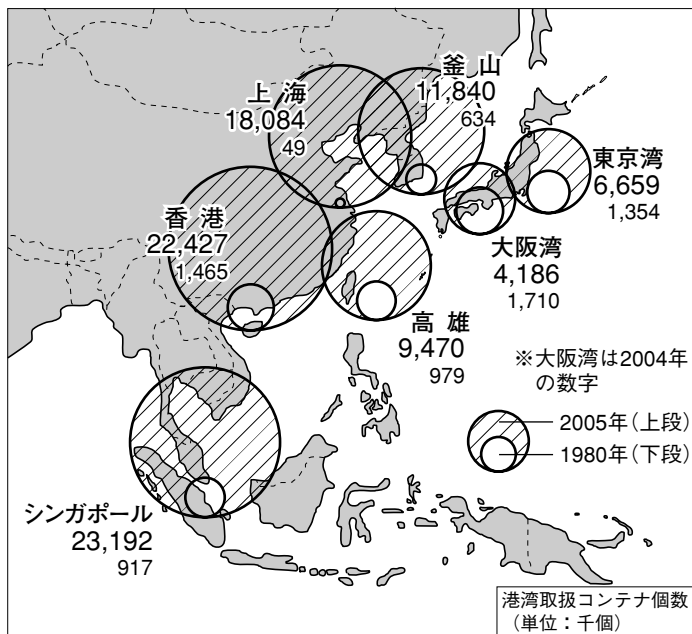 釜 山
11,840
634
上 海
18,084
49
東京湾
6,659
1,354
香 港
22,427
1,465
大阪湾
4,186
1,710
高 雄
9,470
979
※大阪湾は2004年
の数字
2005年（上段）
1980年（下段）
シンガポール
23,192
917
港湾取扱コンテナ個数
（単位：千個）